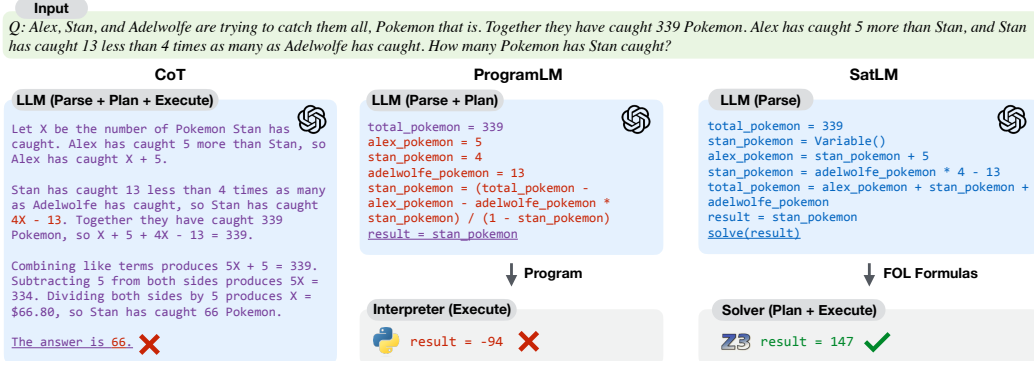 Input
Q: Alex, Stan, and Adelwolfe are trying to catch them all, Pokemon that is. Together they have caught 339 Pokemon. Alex has caught 5 more than Stan, and Stan
has caught 13 less than 4 times as many as Adelwolfe has caught. How many Pokemon has Stan caught?
CoT
LLM (Parse + Plan + Execute)
Let X be the number of Pokemon Stan has
caught. Alex has caught 5 more than Stan, so
Alex has caught X + 5.
Stan has caught 13 less than 4 times as many
as Adelwolfe has caught, so Stan has caught
4X - 13. Together they have caught 339
Pokemon, so X + 5 + 4X - 13 = 339.
Combining like terms produces 5X + 5 = 339.
Subtracting 5 from both sides produces 5X =
334. Dividing both sides by 5 produces X =
$66.80, so Stan has caught 66 Pokemon.
The answer is 66.
ProgramLM
LLM (Parse + Plan)
total_pokemon = 339
alex_pokemon = 5
stan_pokemon = 4
adelwolfe_pokemon = 13
stan_pokemon = (total_pokemon -
alex_pokemon - adelwolfe_pokemon *
stan_pokemon) / (1 - stan_pokemon)
result = stan_pokemon
Program
Interpreter (Execute)
result = -94
SatLM
LLM (Parse)
total_pokemon = 339
stan_pokemon = Variable()
alex_pokemon = stan_pokemon + 5
stan_pokemon = adelwolfe_pokemon * 4 - 13
total_pokemon = alex_pokemon + stan_pokemon +
adelwolfe_pokemon
result = stan_pokemon
solve(result)
FOL Formulas
Solver (Plan + Execute)
Z3 result = 147